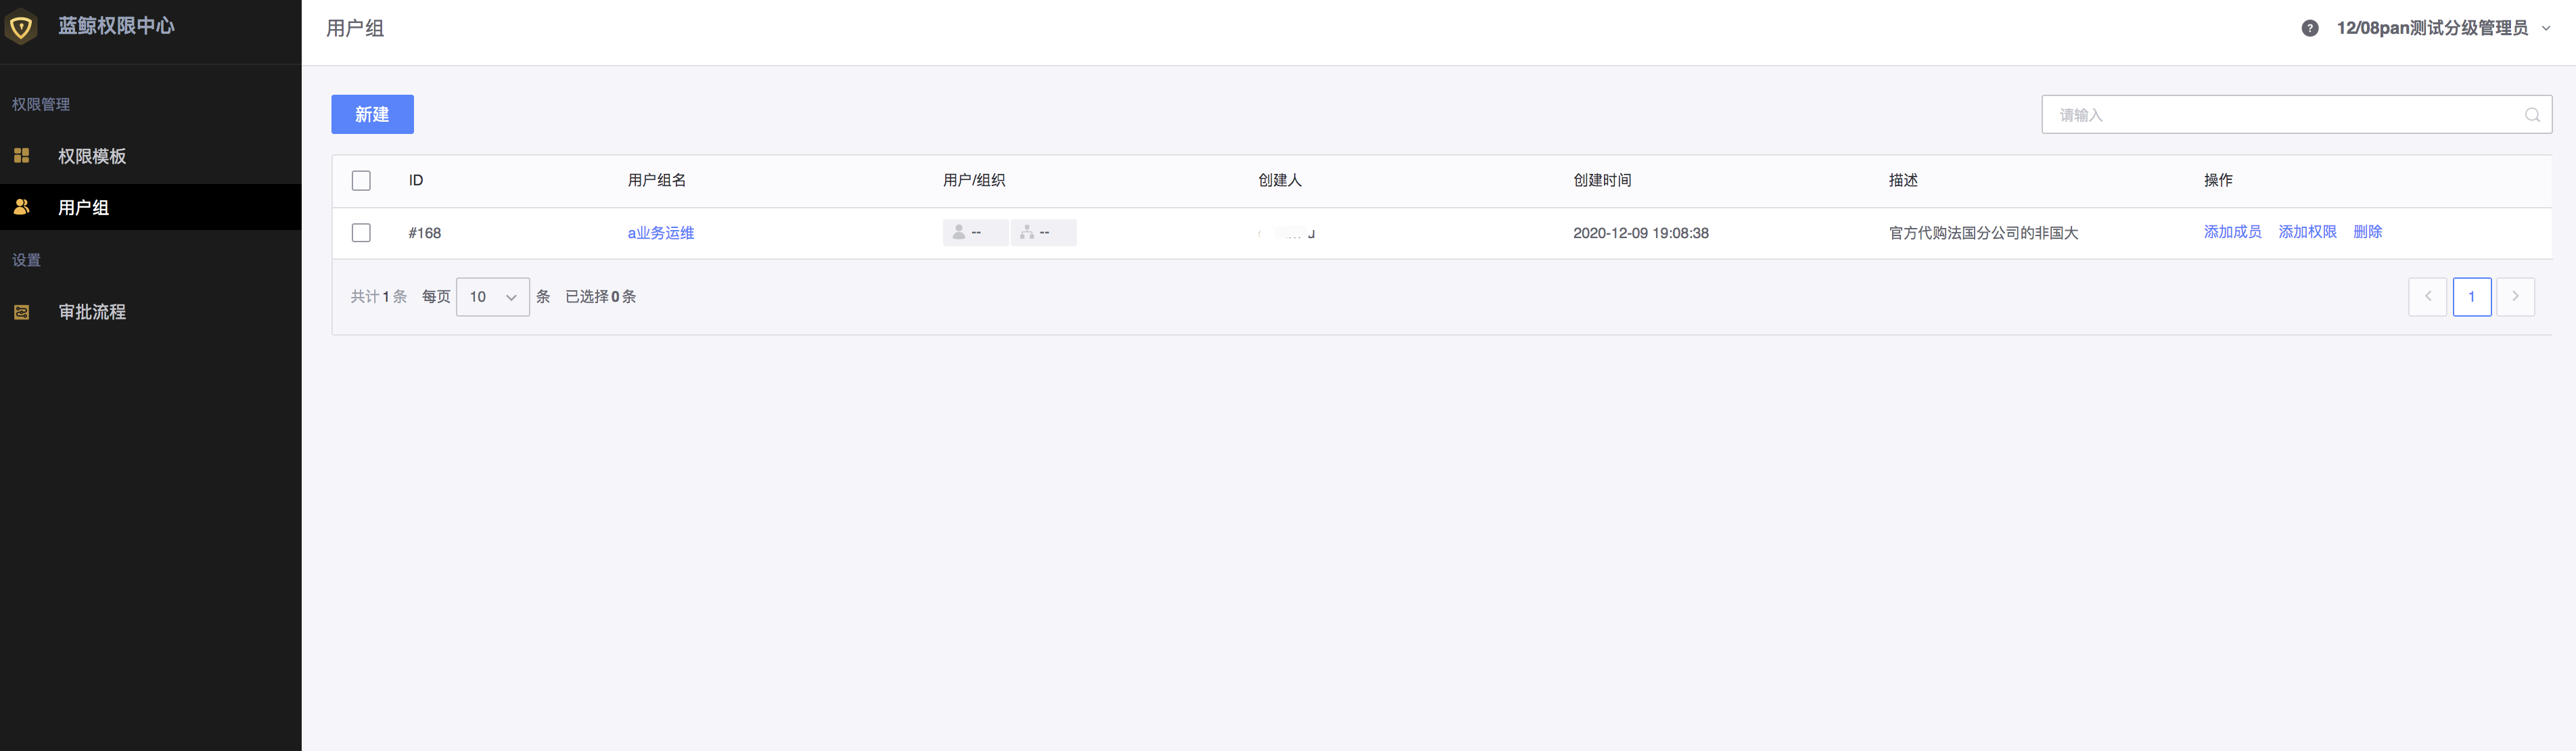 蓝鲸权限中心
用户组
12/08pan测试分级管理员
权限管理
权限模板
用户组
设置
审批流程
新建
请输入
ID 用户组名 用户/组织 创建人 创建时间 描述 操作
#168 a业务运维 -- -- 2020-12-09 19:08:38 官方代购法国分公司的非国大 添加成员 添加权限 删除
共计1条 每页 10 条 已选择0条
1